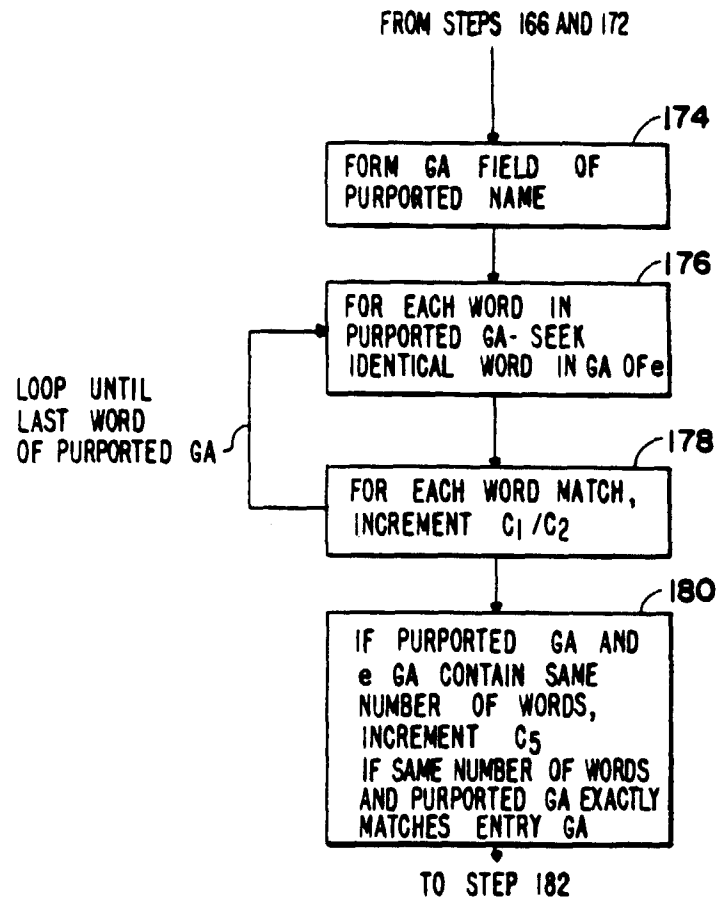 FROM STEPS 166 AND 172
174
FORM GA FIELD OF
PURPORTED NAME
176
FOR EACH WORD IN
PURPORTED GA- SEEK
IDENTICAL WORD IN GA OF e
LOOP UNTIL
LAST WORD
OF PURPORTED GA
178
FOR EACH WORD MATCH,
INCREMENT C1/C2
180
IF PURPORTED GA AND
e GA CONTAIN SAME
NUMBER OF WORDS,
INCREMENT C5
IF SAME NUMBER OF WORDS
AND PURPORTED GA EXACTLY
MATCHES ENTRY GA
TO STEP 182